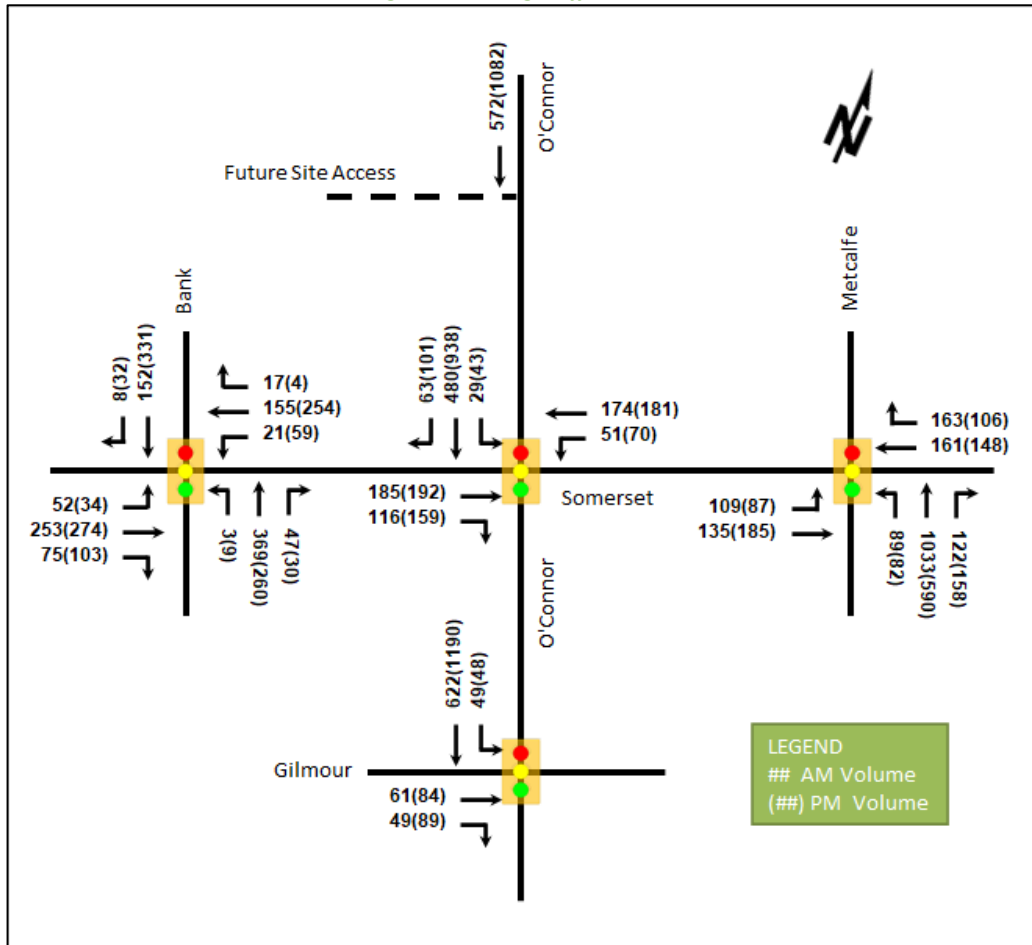 572(1082)
O'Connor
Future Site Access
N
Bank
Metcalfe
8(32)
152(331)
17(4)
155(254)
21(59)
63(101)
480(938)
29(43)
174(181)
51(70)
163(106)
161(148)
52(34)
253(274)
75(103)
3(9)
369(260)
47(30)
185(192)
116(159)
Somerset
109(87)
135(185)
89(82)
1033(590)
122(158)
O'Connor
622(1190)
49(48)
Gilmour
61(84)
49(89)
LEGEND
## AM Volume
(##) PM Volume